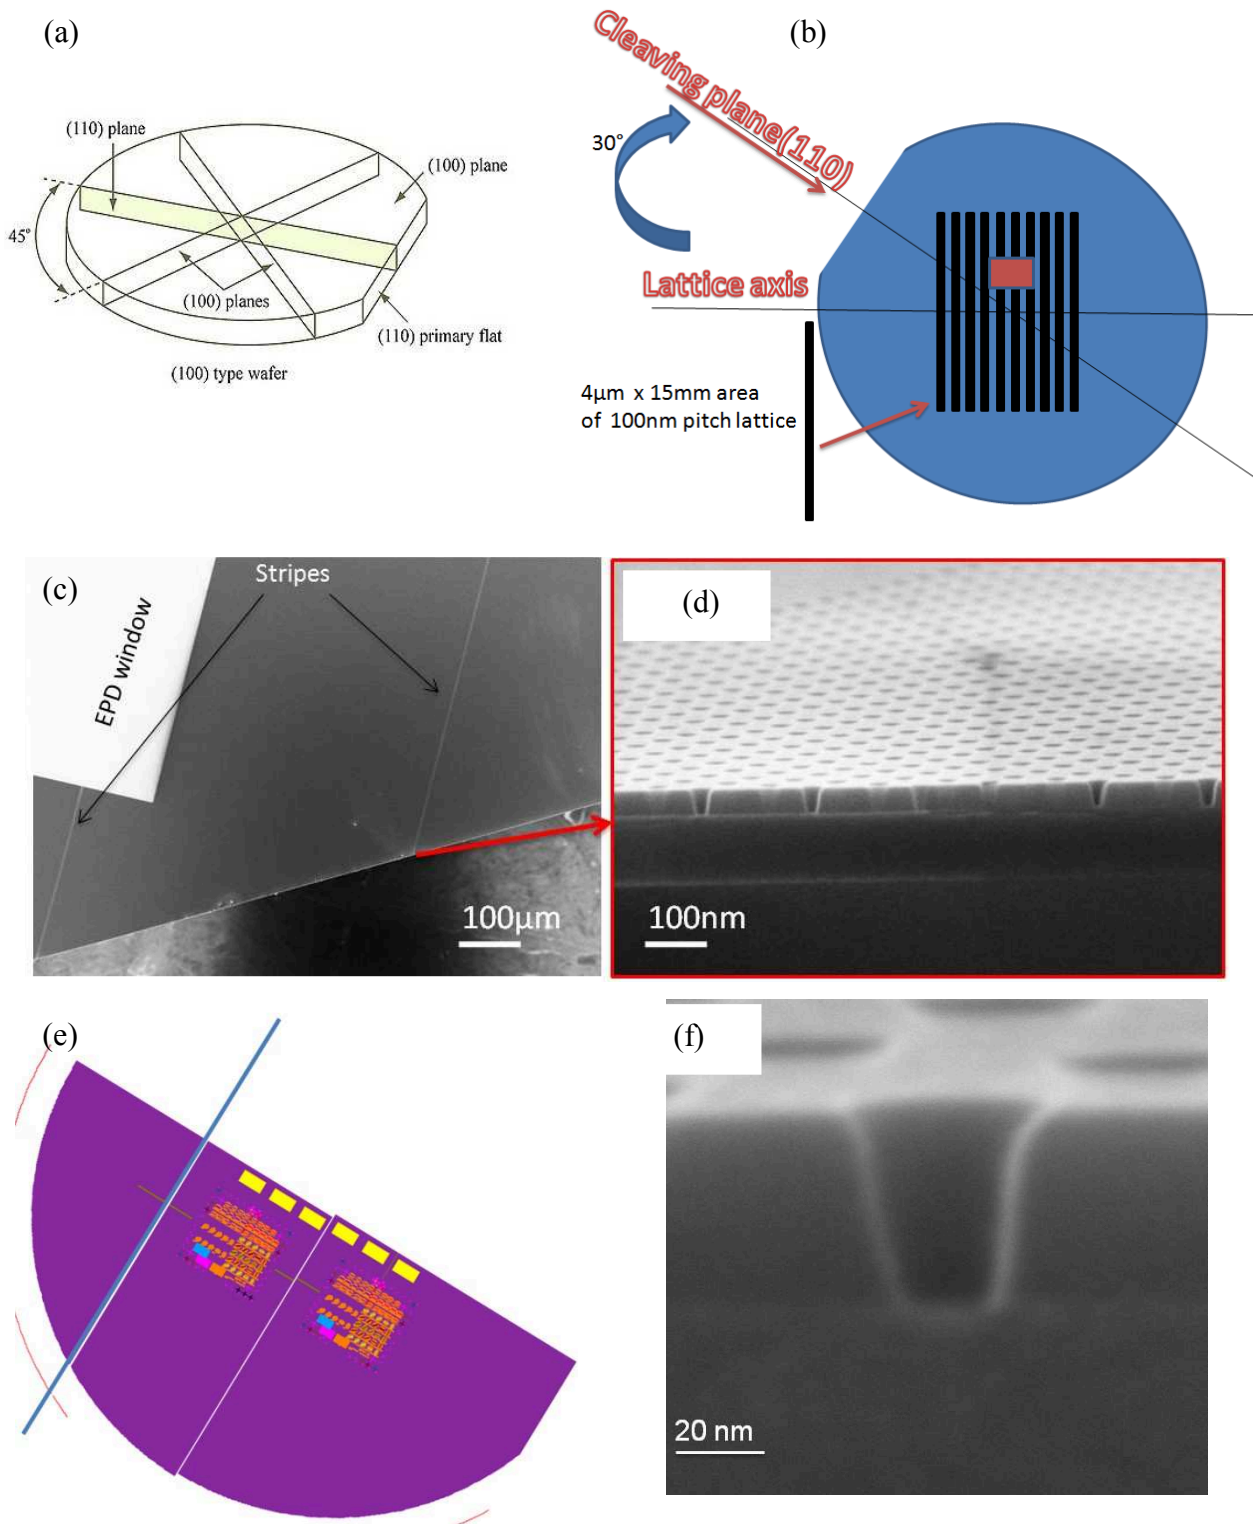 (a)
(110) plane
(100) plane
45°
(100) planes
(110) primary flat
(100) type wafer
(b)
Cleaving plane(110)
30°
Lattice axis
4µm x 15mm area
of 100nm pitch lattice
(c)
Stripes
EPD window
100µm
(d)
100nm
(e)
(f)
20 nm